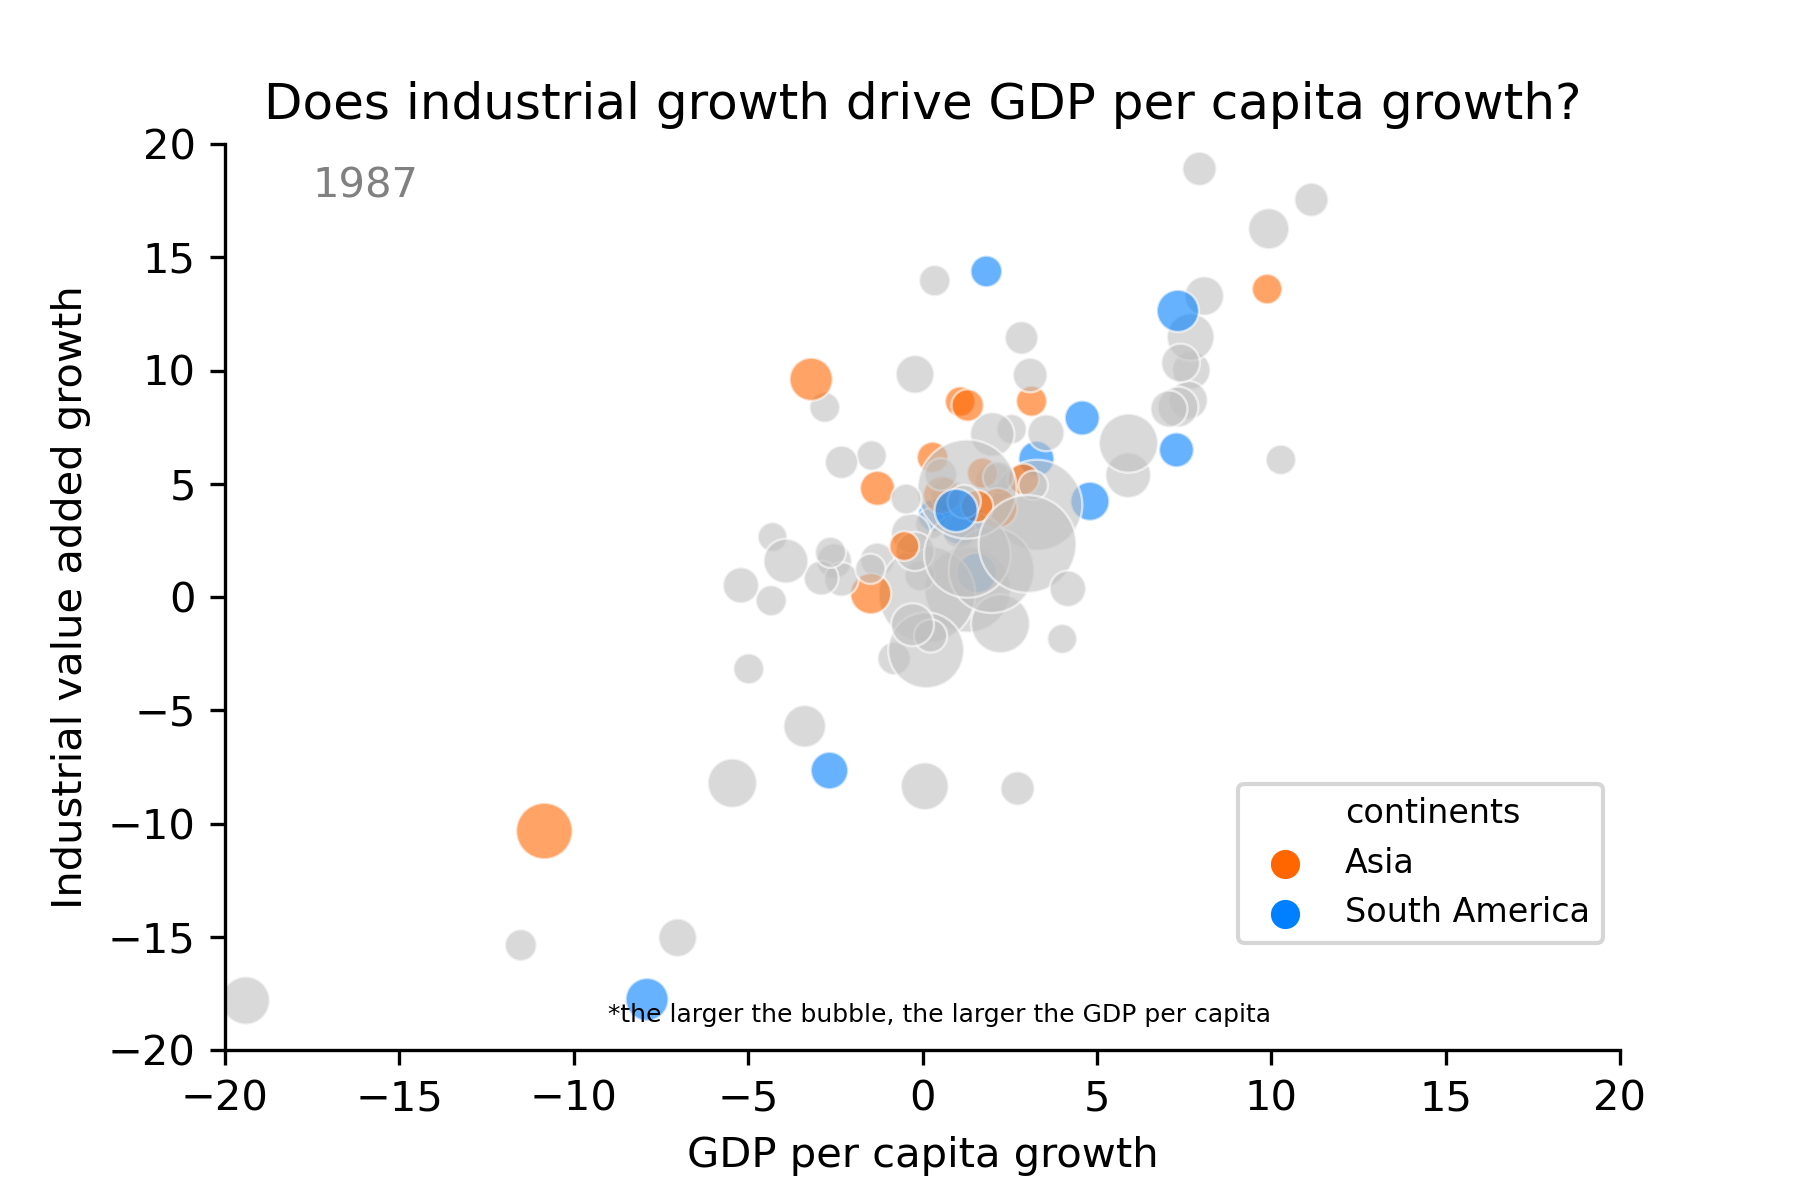 Does industrial growth drive GDP per capita growth?
1987
20
15
10
5
0
−5
−10
−15
−20
Industrial value added growth
continents
Asia
South America
*the larger the bubble, the larger the GDP per capita
−20 −15 −10 −5 0 5 10 15 20
GDP per capita growth